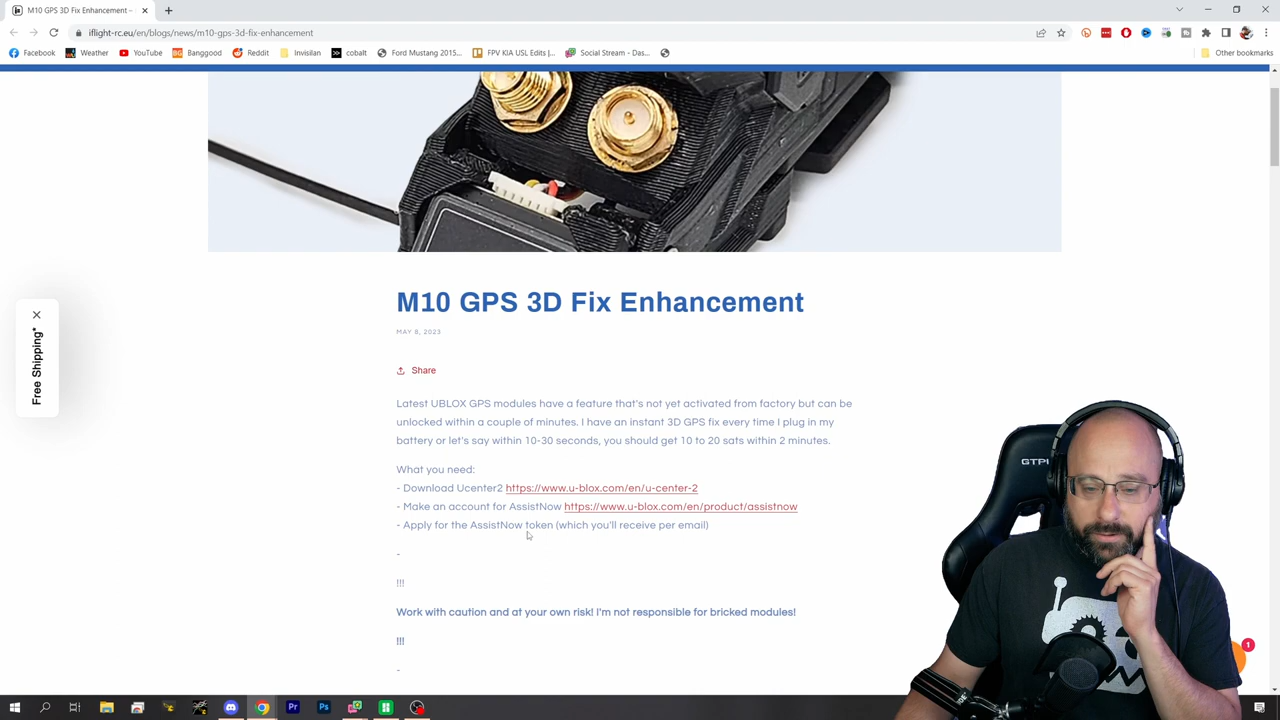 M10 GPS 3D Fix Enhancement –
iflight-rc.eu/en/blogs/news/m10-gps-3d-fix-enhancement
Facebook
Weather
YouTube
Banggood
Reddit
Invisilan
cobalt
Ford Mustang 2015...
FPV KIA USL Edits |...
Social Stream - Das...
Other bookmarks
Free Shipping*
M10 GPS 3D Fix Enhancement
MAY 8, 2023
Share
Latest UBLOX GPS modules have a feature that's not yet activated from factory but can be
unlocked within a couple of minutes. I have an instant 3D GPS fix every time I plug in my
battery or let's say within 10-30 seconds, you should get 10 to 20 sats within 2 minutes.
What you need:
- Download Ucenter2 https://www.u-blox.com/en/u-center-2
- Make an account for AssistNow https://www.u-blox.com/en/product/assistnow
- Apply for the AssistNow token (which you'll receive per email)
-
!!!
Work with caution and at your own risk! I'm not responsible for bricked modules!
!!!
-
GTPL
1
Pr
Ps